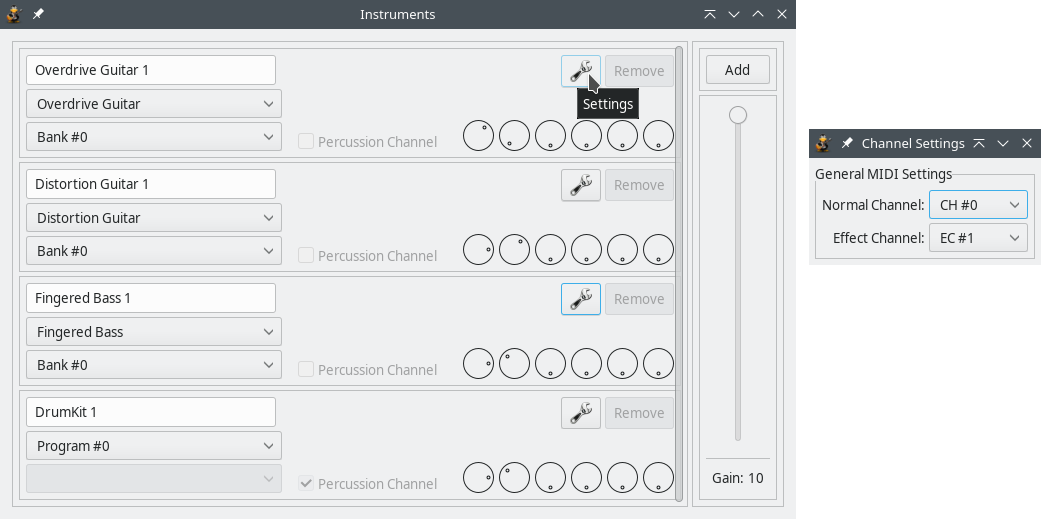 Instruments
Overdrive Guitar 1
Remove
Settings
Overdrive Guitar
Bank #0
Percussion Channel
Distortion Guitar 1
Remove
Distortion Guitar
Bank #0
Percussion Channel
Fingered Bass 1
Remove
Fingered Bass
Bank #0
Percussion Channel
DrumKit 1
Remove
Program #0
Percussion Channel
Add
Gain: 10
Channel Settings
General MIDI Settings
Normal Channel: CH #0
Effect Channel: EC #1